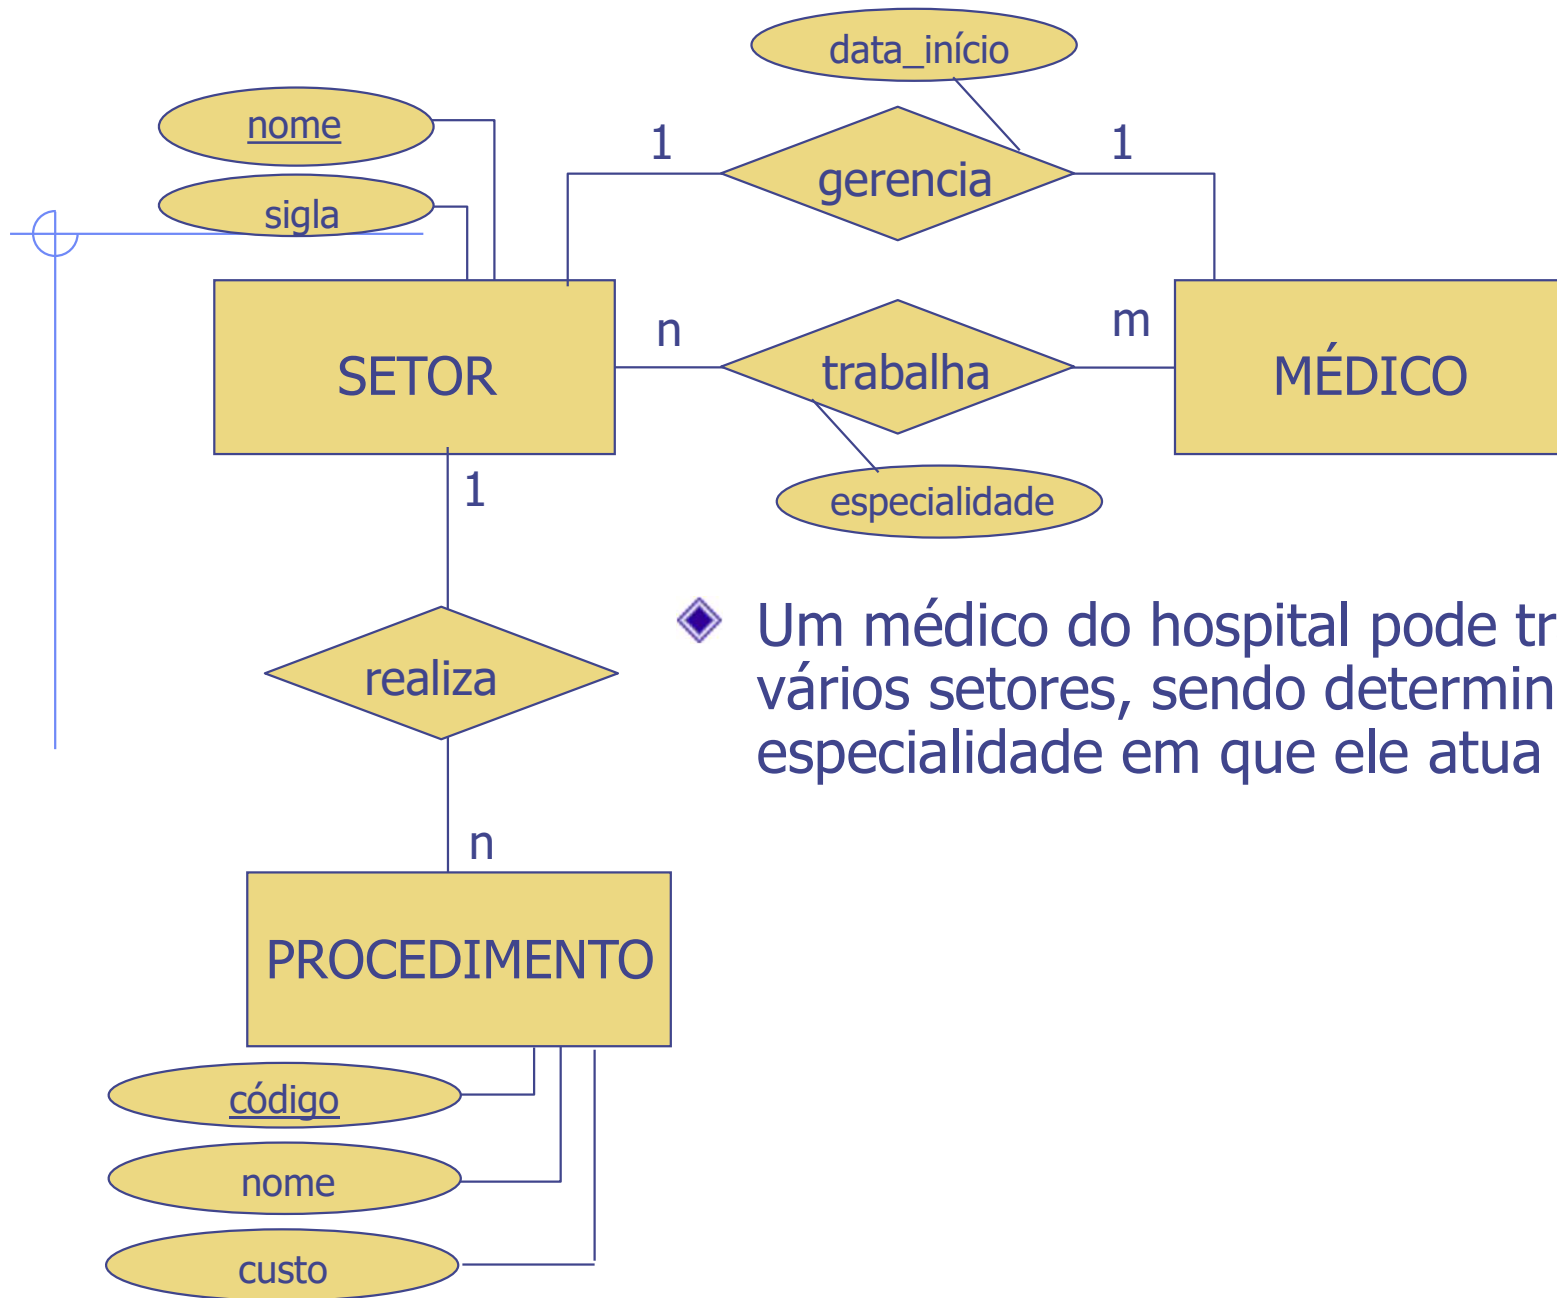 data_início
nome
1
1
gerencia
sigla
n
m
SETOR
trabalha
MÉDICO
1
especialidade
Um médico do hospital pode tr
vários setores, sendo determin
especialidade em que ele atua
realiza
n
PROCEDIMENTO
código
nome
custo